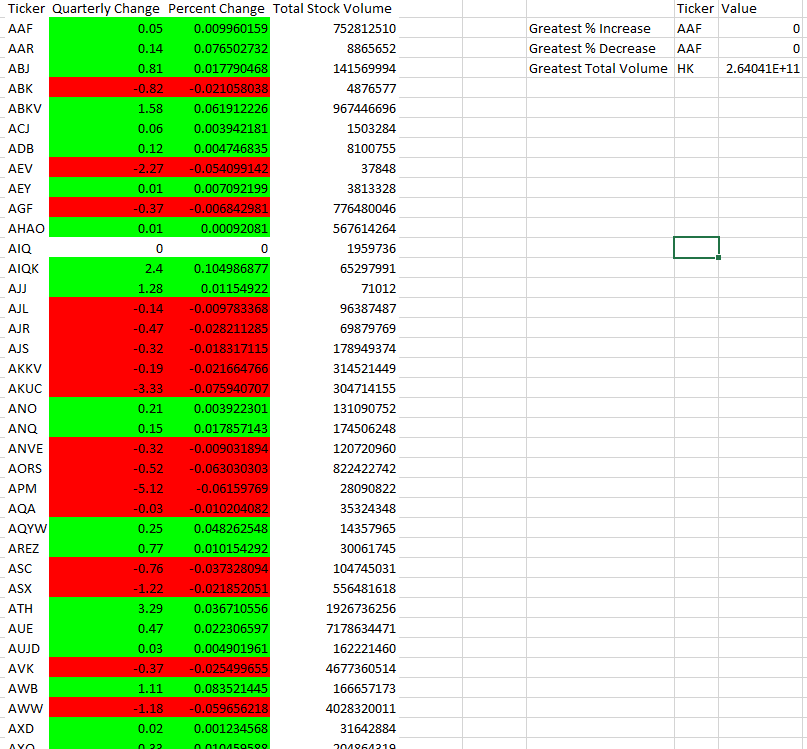 Ticker Quarterly Change Percent Change Total Stock Volume Ticker Value
AAF 0.05 0.009960159 752812510 Greatest % Increase AAF 0
AAR 0.14 0.076502732 8865652 Greatest % Decrease AAF 0
ABJ 0.81 0.017790468 141569994 Greatest Total Volume HK 2.64041E+11
ABK -0.82 -0.021058038 4876577
ABKV 1.58 0.061912226 967446696
ACJ 0.06 0.003942181 1503284
ADB 0.12 0.004746835 8100755
AEV -2.27 -0.054099142 37848
AEY 0.01 0.007092199 3813328
AGF -0.37 -0.006842981 776480046
AHAO 0.01 0.00092081 567614264
AIQ 0 0 1959736
AIQK 2.4 0.104986877 65297991
AJJ 1.28 0.01154922 71012
AJL -0.14 -0.009783368 96387487
AJR -0.47 -0.028211285 69879769
AJS -0.32 -0.018317115 178949374
AKKV -0.19 -0.021664766 314521449
AKUC -3.33 -0.075940707 304714155
ANO 0.21 0.003922301 131090752
ANQ 0.15 0.017857143 174506248
ANVE -0.32 -0.009031894 120720960
AORS -0.52 -0.063030303 822422742
APM -5.12 -0.06159769 28090822
AQA -0.03 -0.010204082 35324348
AQYW 0.25 0.048262548 14357965
AREZ 0.77 0.010154292 30061745
ASC -0.76 -0.037328094 104745031
ASX -1.22 -0.021852051 556481618
ATH 3.29 0.036710556 1926736256
AUE 0.47 0.022306597 7178634471
AUJD 0.03 0.004901961 162221460
AVK -0.37 -0.025499655 4677360514
AWB 1.11 0.083521445 166657173
AWW -1.18 -0.059656218 4028320011
AXD 0.02 0.001234568 31642884
0.33 0.010459588 204864319